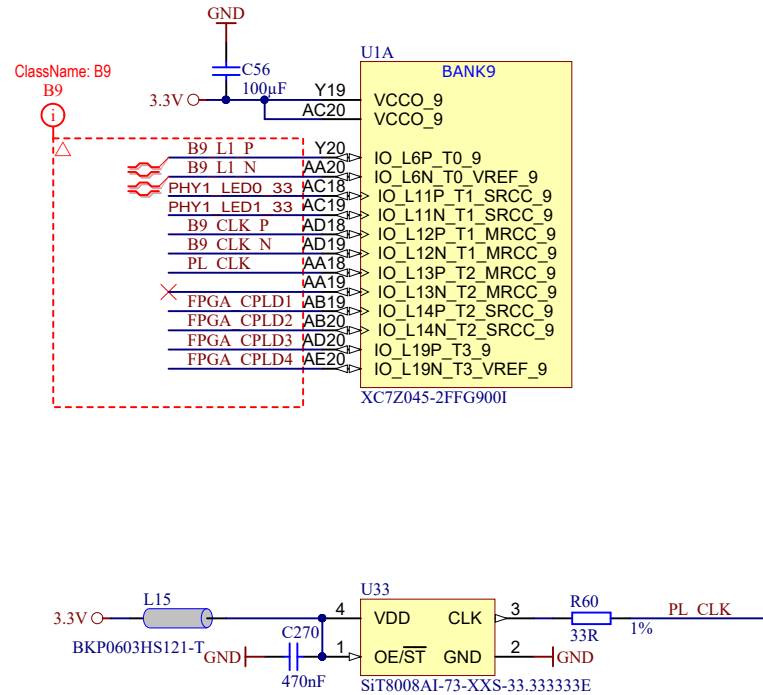 GND
U1A
ClassName: B9
B9
i
C56
100µF
3.3V
BANK9
Y19 VCCO_9
AC20 VCCO_9
B9_L1_P Y20 IO_L6P_T0_9
B9_L1_N AA20 IO_L6N_T0_VREF_9
PHY1_LED0_33 AC18 IO_L11P_T1_SRCC_9
PHY1_LED1_33 AC19 IO_L11N_T1_SRCC_9
B9_CLK_P AD18 IO_L12P_T1_MRCC_9
B9_CLK_N AD19 IO_L12N_T1_MRCC_9
PL_CLK AA18 IO_L13P_T2_MRCC_9
AA19 IO_L13N_T2_MRCC_9
FPGA_CPLD1 AB19 IO_L14P_T2_SRCC_9
FPGA_CPLD2 AB20 IO_L14N_T2_SRCC_9
FPGA_CPLD3 AD20 IO_L19P_T3_9
FPGA_CPLD4 AE20 IO_L19N_T3_VREF_9
XC7Z045-2FFG900I
L15
3.3V
BKP0603HS121-T
GND
C270
470nF
U33
4 VDD CLK 3
1 OE/ST GND 2
SiT8008AI-73-XXS-33.333333E
GND
R60
33R
1%
PL_CLK